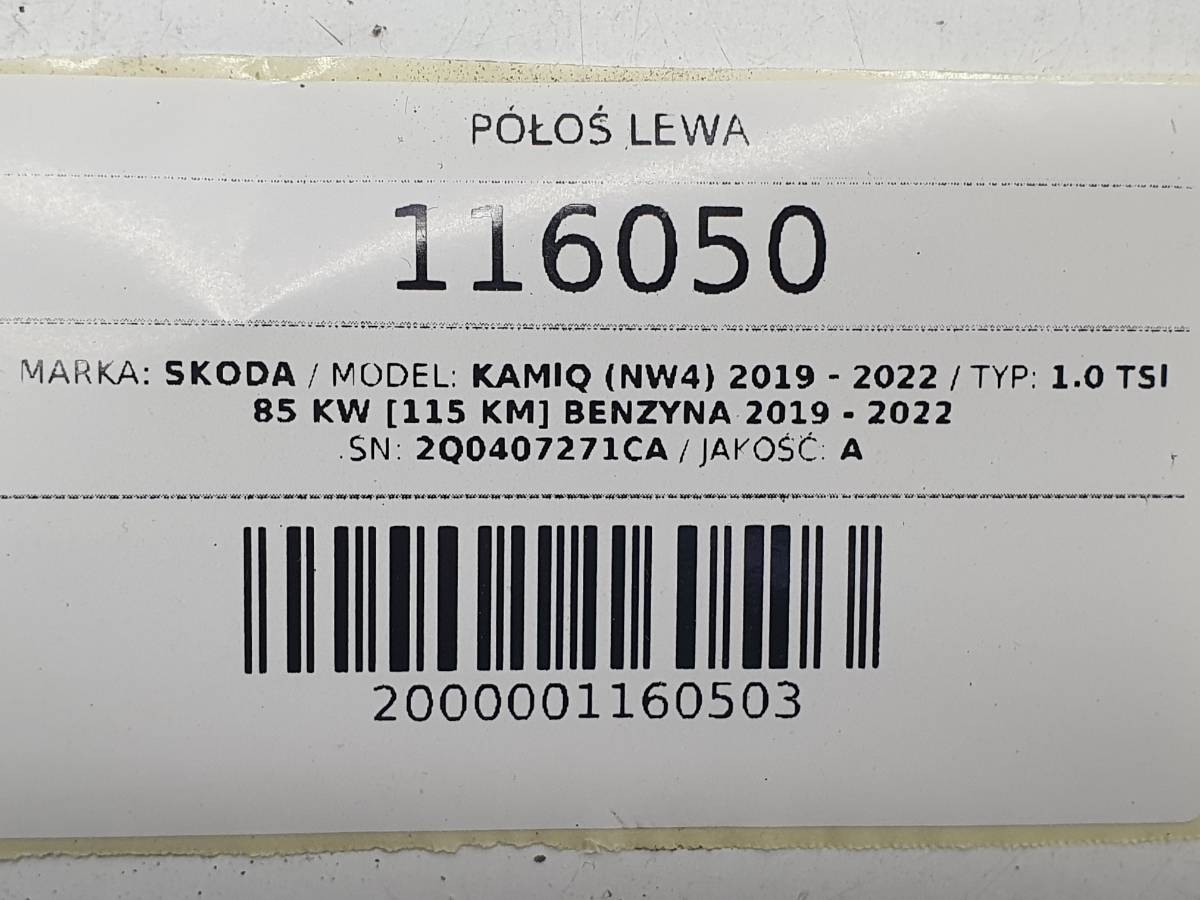 PÓŁOŚ LEWA
116050
MARKA: SKODA / MODEL: KAMIQ (NW4) 2019 - 2022 / TYP: 1.0 TSI
85 KW [115 KM] BENZYNA 2019 - 2022
SN: 2Q0407271CA / JAKOŚĆ: A
2000001160503